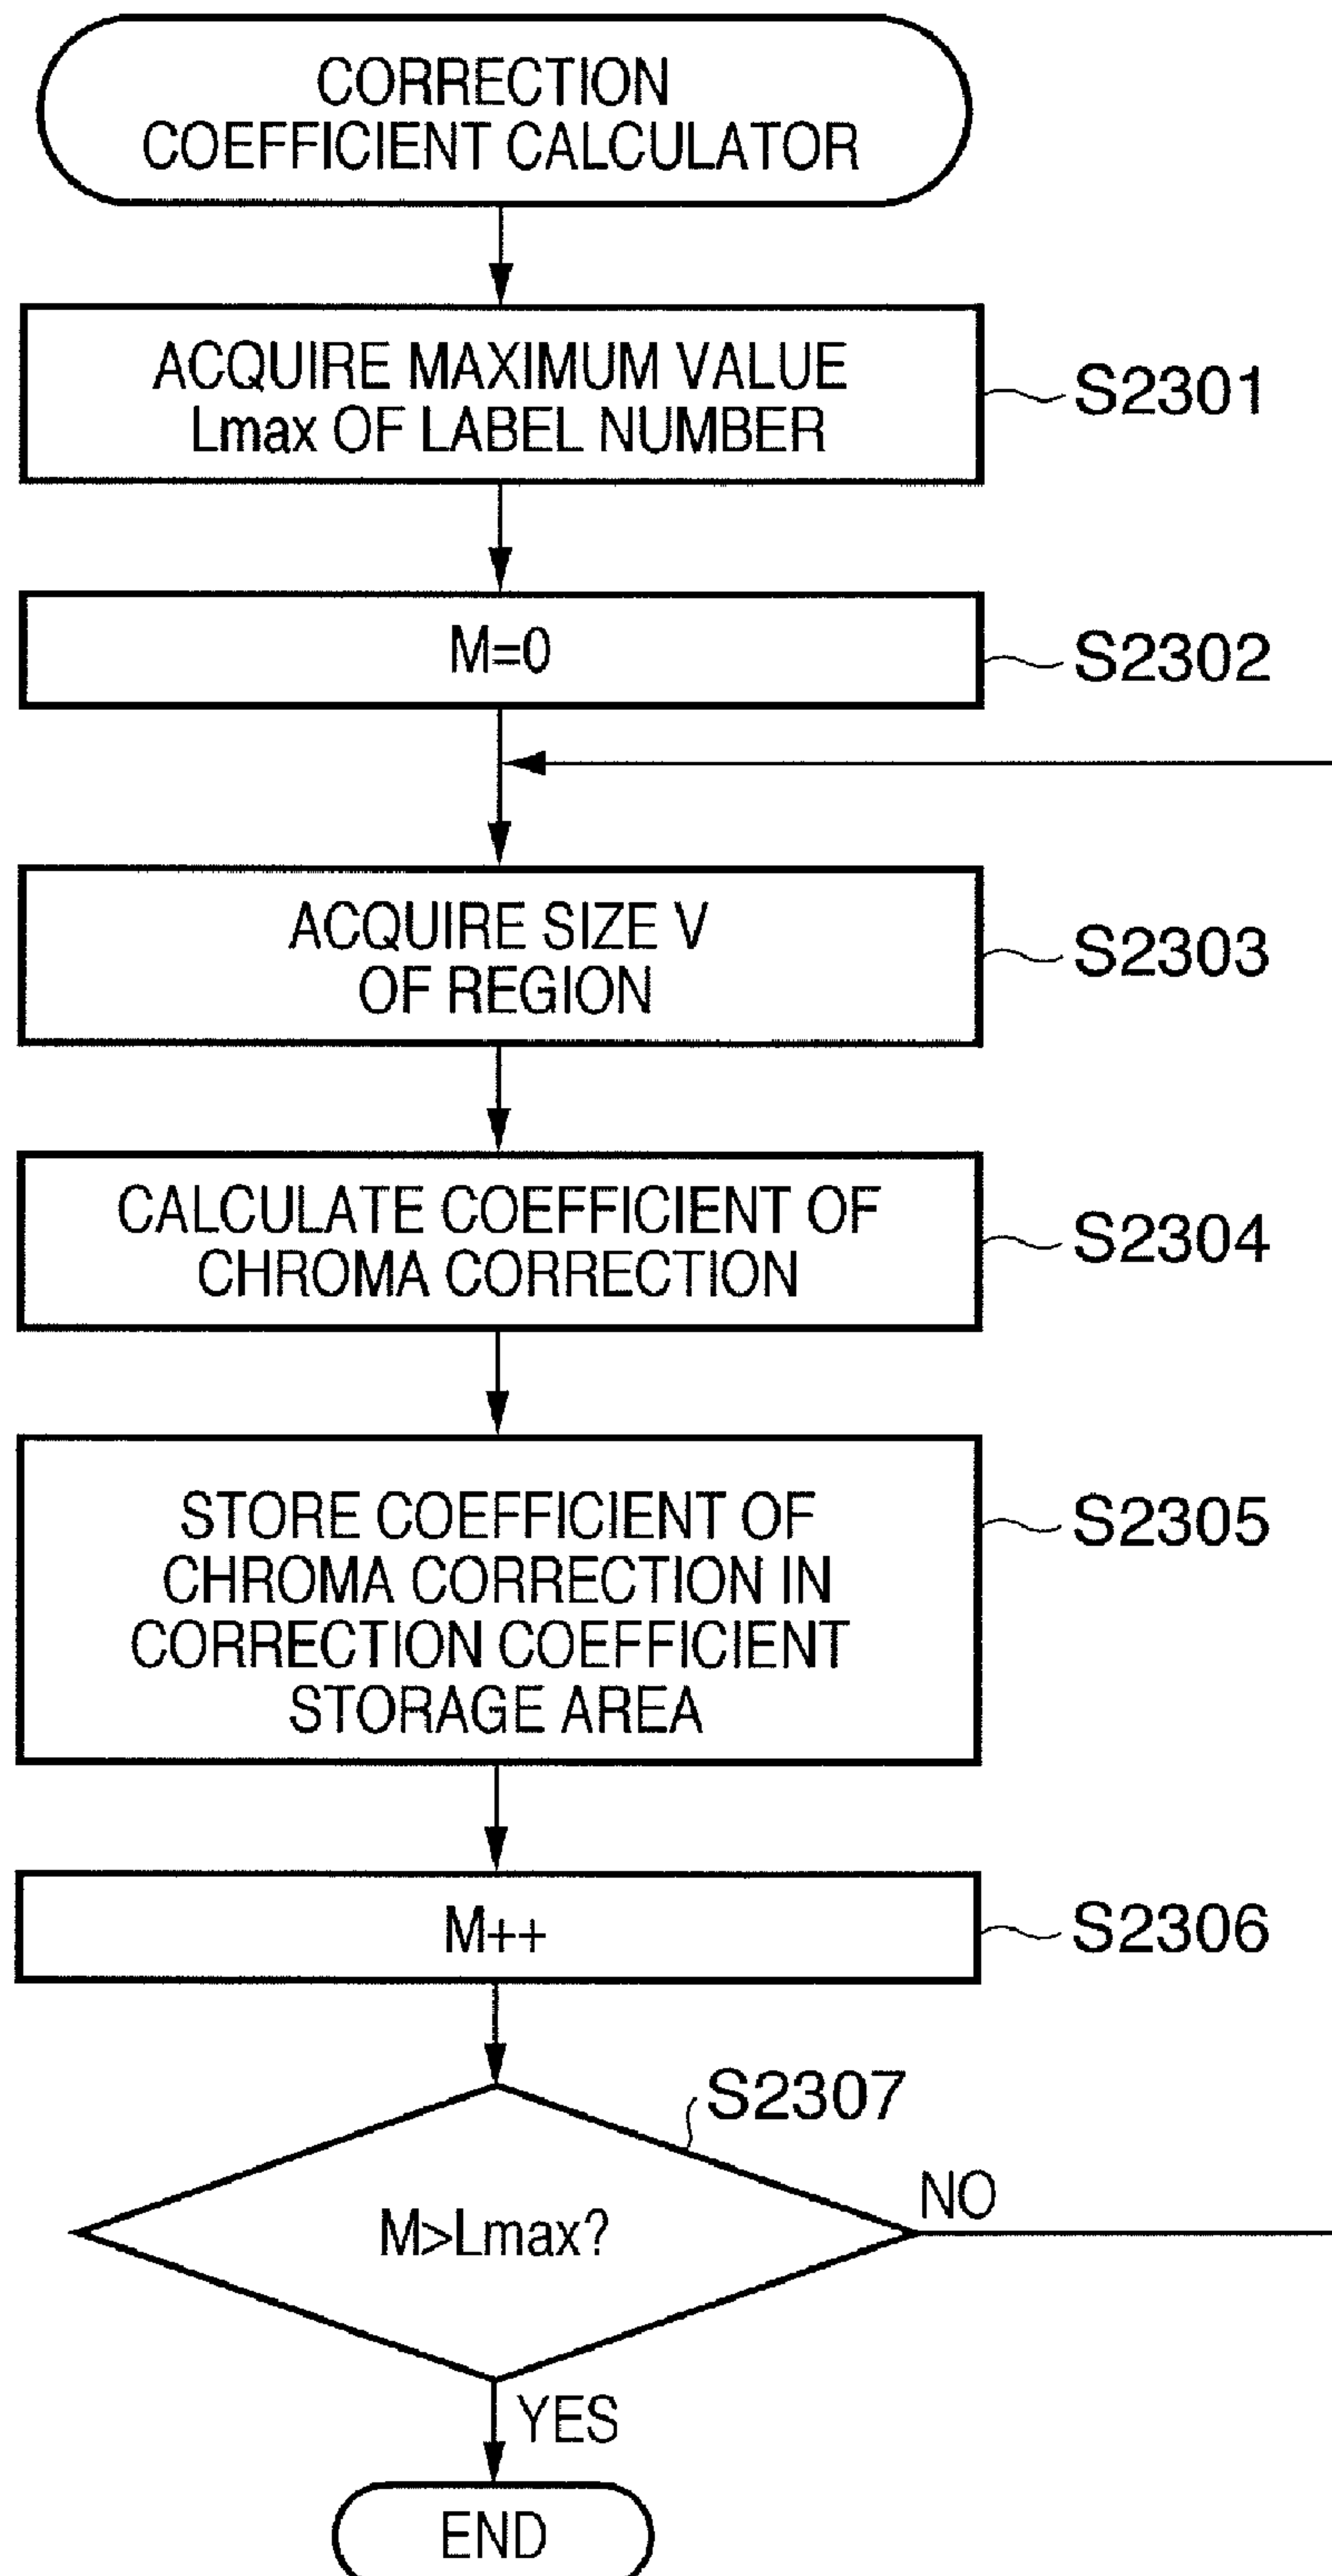 CORRECTION
COEFFICIENT CALCULATOR
ACQUIRE MAXIMUM VALUE
Lmax OF LABEL NUMBER
S2301
M=0
S2302
ACQUIRE SIZE V
OF REGION
S2303
CALCULATE COEFFICIENT OF
CHROMA CORRECTION
S2304
STORE COEFFICIENT OF
CHROMA CORRECTION IN
CORRECTION COEFFICIENT
STORAGE AREA
S2305
M++
S2306
S2307
M>Lmax?
NO
YES
END